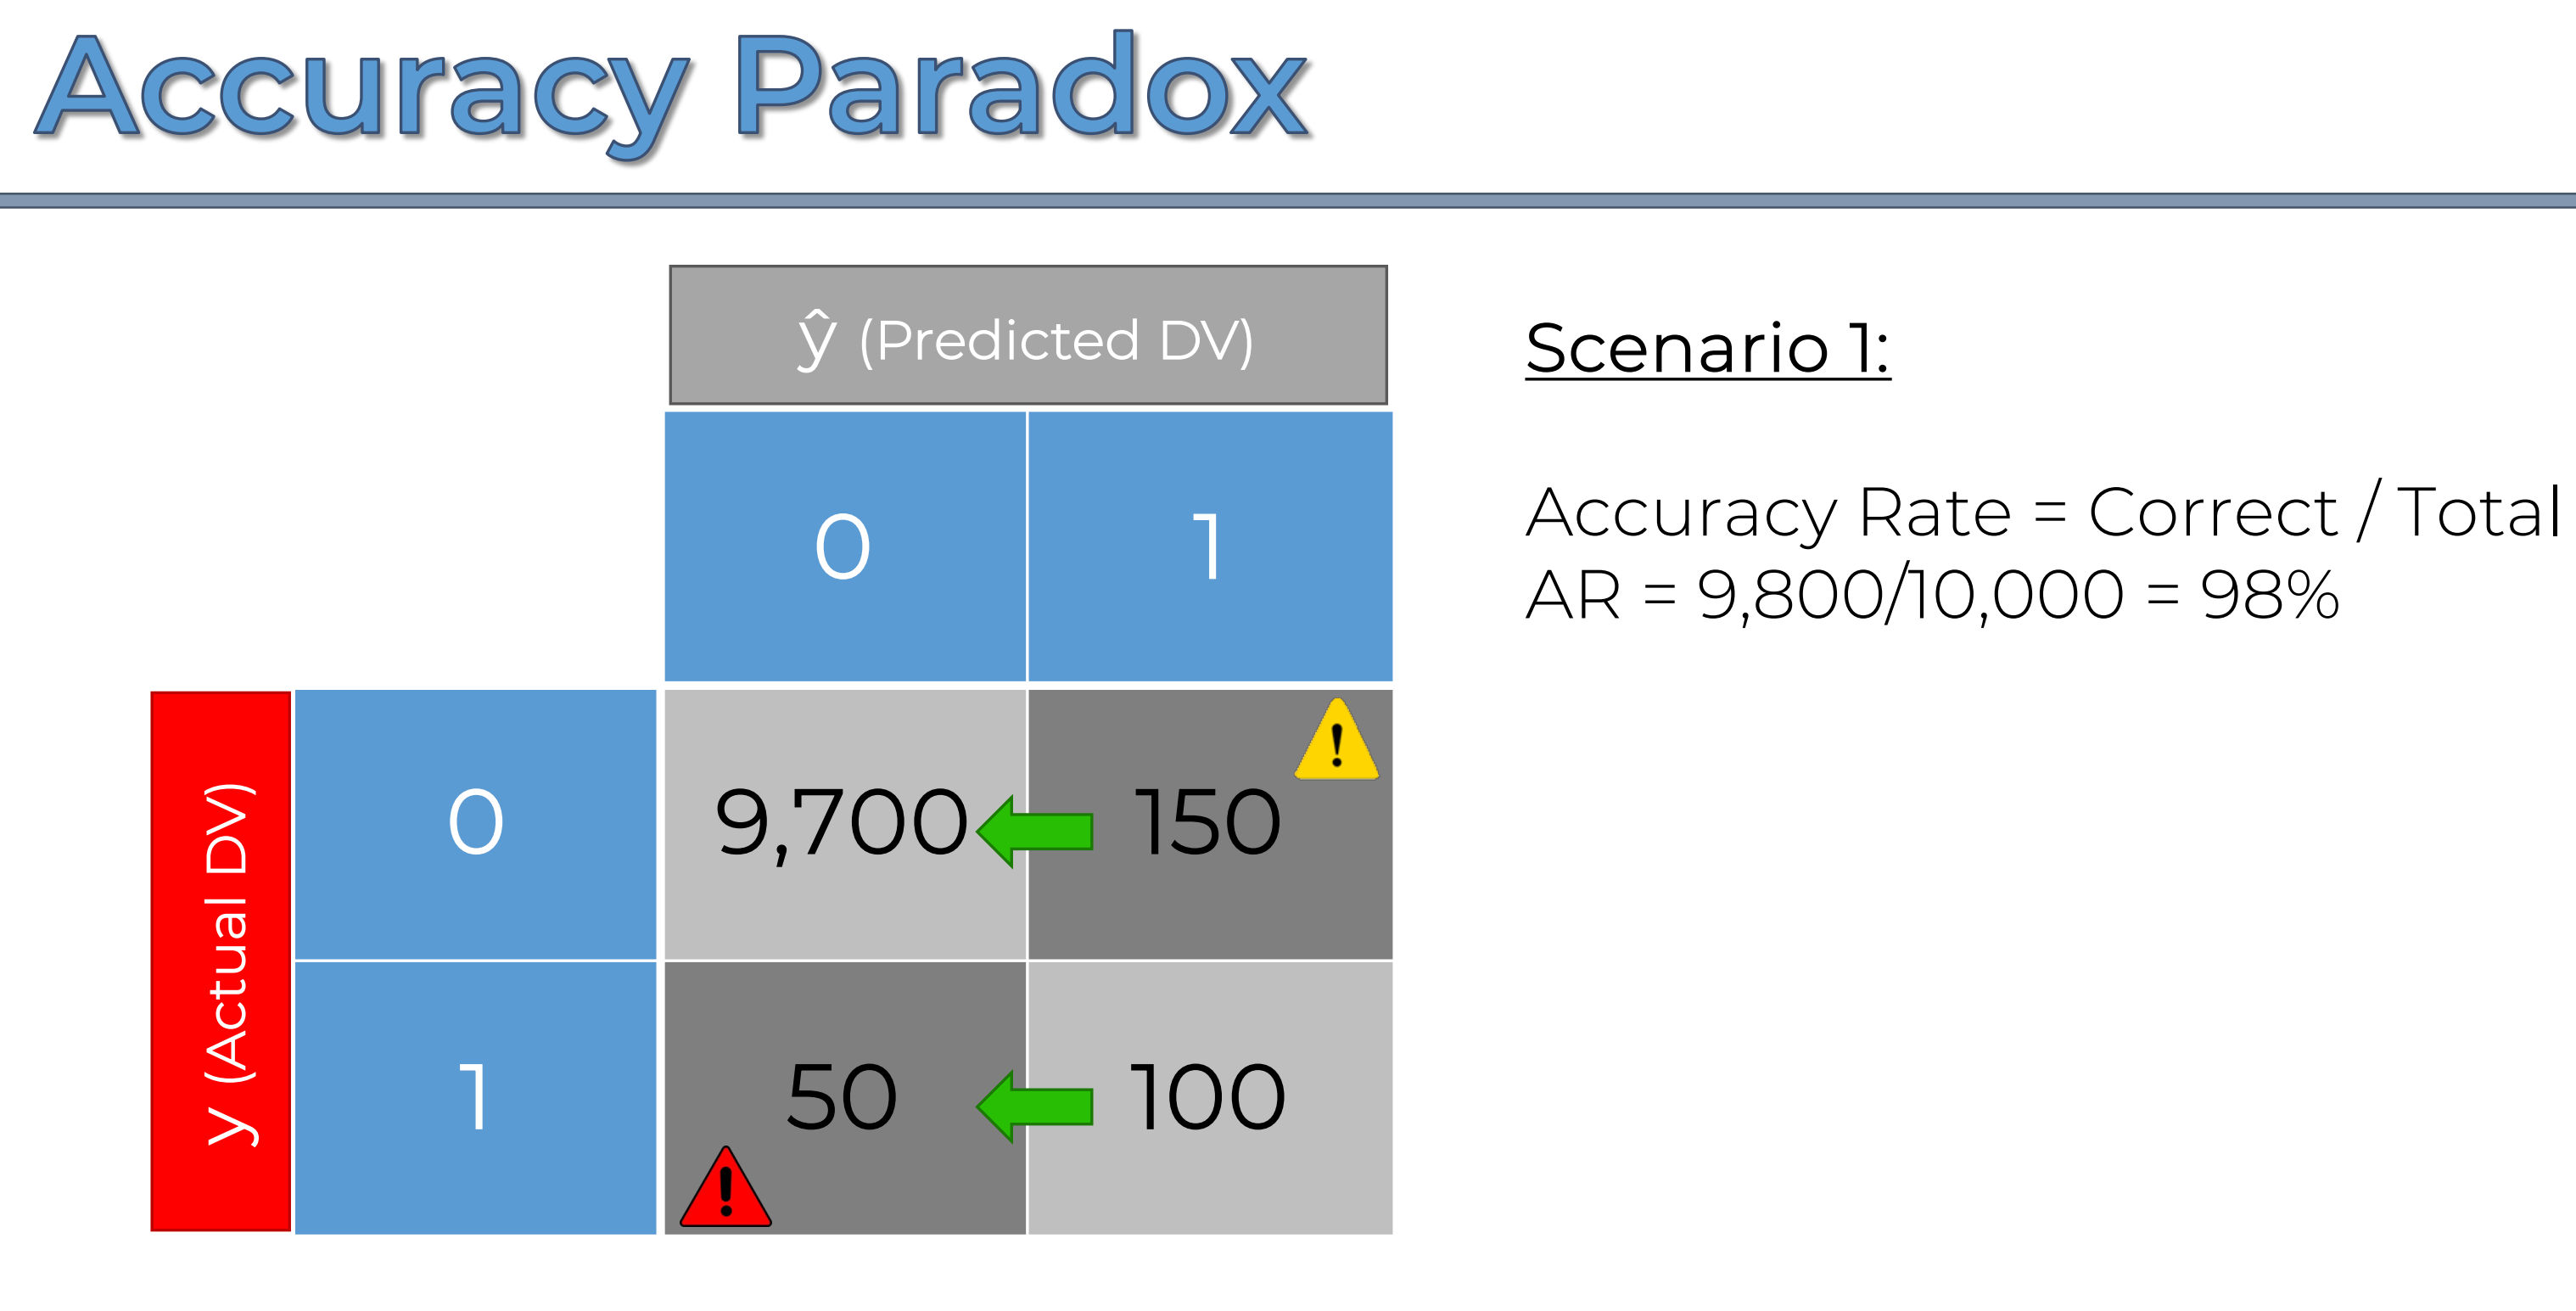 Accuracy Paradox
ŷ (Predicted DV)
0 1
y (Actual DV)
0 9,700 150
1 50 100
Scenario 1:
Accuracy Rate = Correct / Total
AR = 9,800/10,000 = 98%